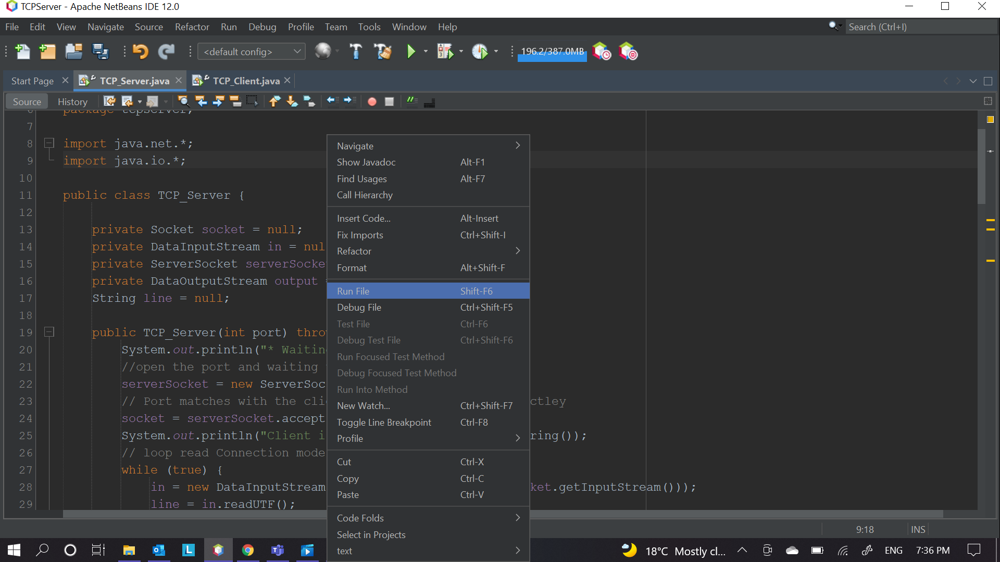 TCPServer - Apache NetBeans IDE 12.0
File Edit View Navigate Source Refactor Run Debug Profile Team Tools Window Help Search (Ctrl+I)
<default config> 196.2/387.0MB
Start Page TCP_Server.java TCP_Client.java
Source History
6 package tcpserver;
7
8 import java.net.*;
9 import java.io.*;
10
11 public class TCP_Server {
12
13 private Socket socket = null;
14 private DataInputStream in = nul
15 private ServerSocket serverSocke
16 private DataOutputStream output =
17 String line = null;
18
19 public TCP_Server(int port) thro
20 System.out.println("* Waitin
21 //open the port and waiting
22 serverSocket = new ServerSoc
23 // Port matches with the cli ctley
24 socket = serverSocket.accept
25 System.out.println("Client i ring());
26 // loop read Connection mode
27 while (true) {
28 in = new DataInputStream ket.getInputStream()));
29 line = in.readUTF();
Navigate
Show Javadoc Alt-F1
Find Usages Alt-F7
Call Hierarchy
Insert Code... Alt-Insert
Fix Imports Ctrl+Shift-I
Refactor
Format Alt+Shift-F
Run File Shift-F6
Debug File Ctrl+Shift-F5
Test File Ctrl-F6
Debug Test File Ctrl+Shift-F6
Run Focused Test Method
Debug Focused Test Method
Run Into Method
New Watch... Ctrl+Shift-F7
Toggle Line Breakpoint Ctrl-F8
Profile
Cut Ctrl-X
Copy Ctrl-C
Paste Ctrl-V
Code Folds
Select in Projects
text
9:18 INS
18°C Mostly cl... ENG 7:36 PM